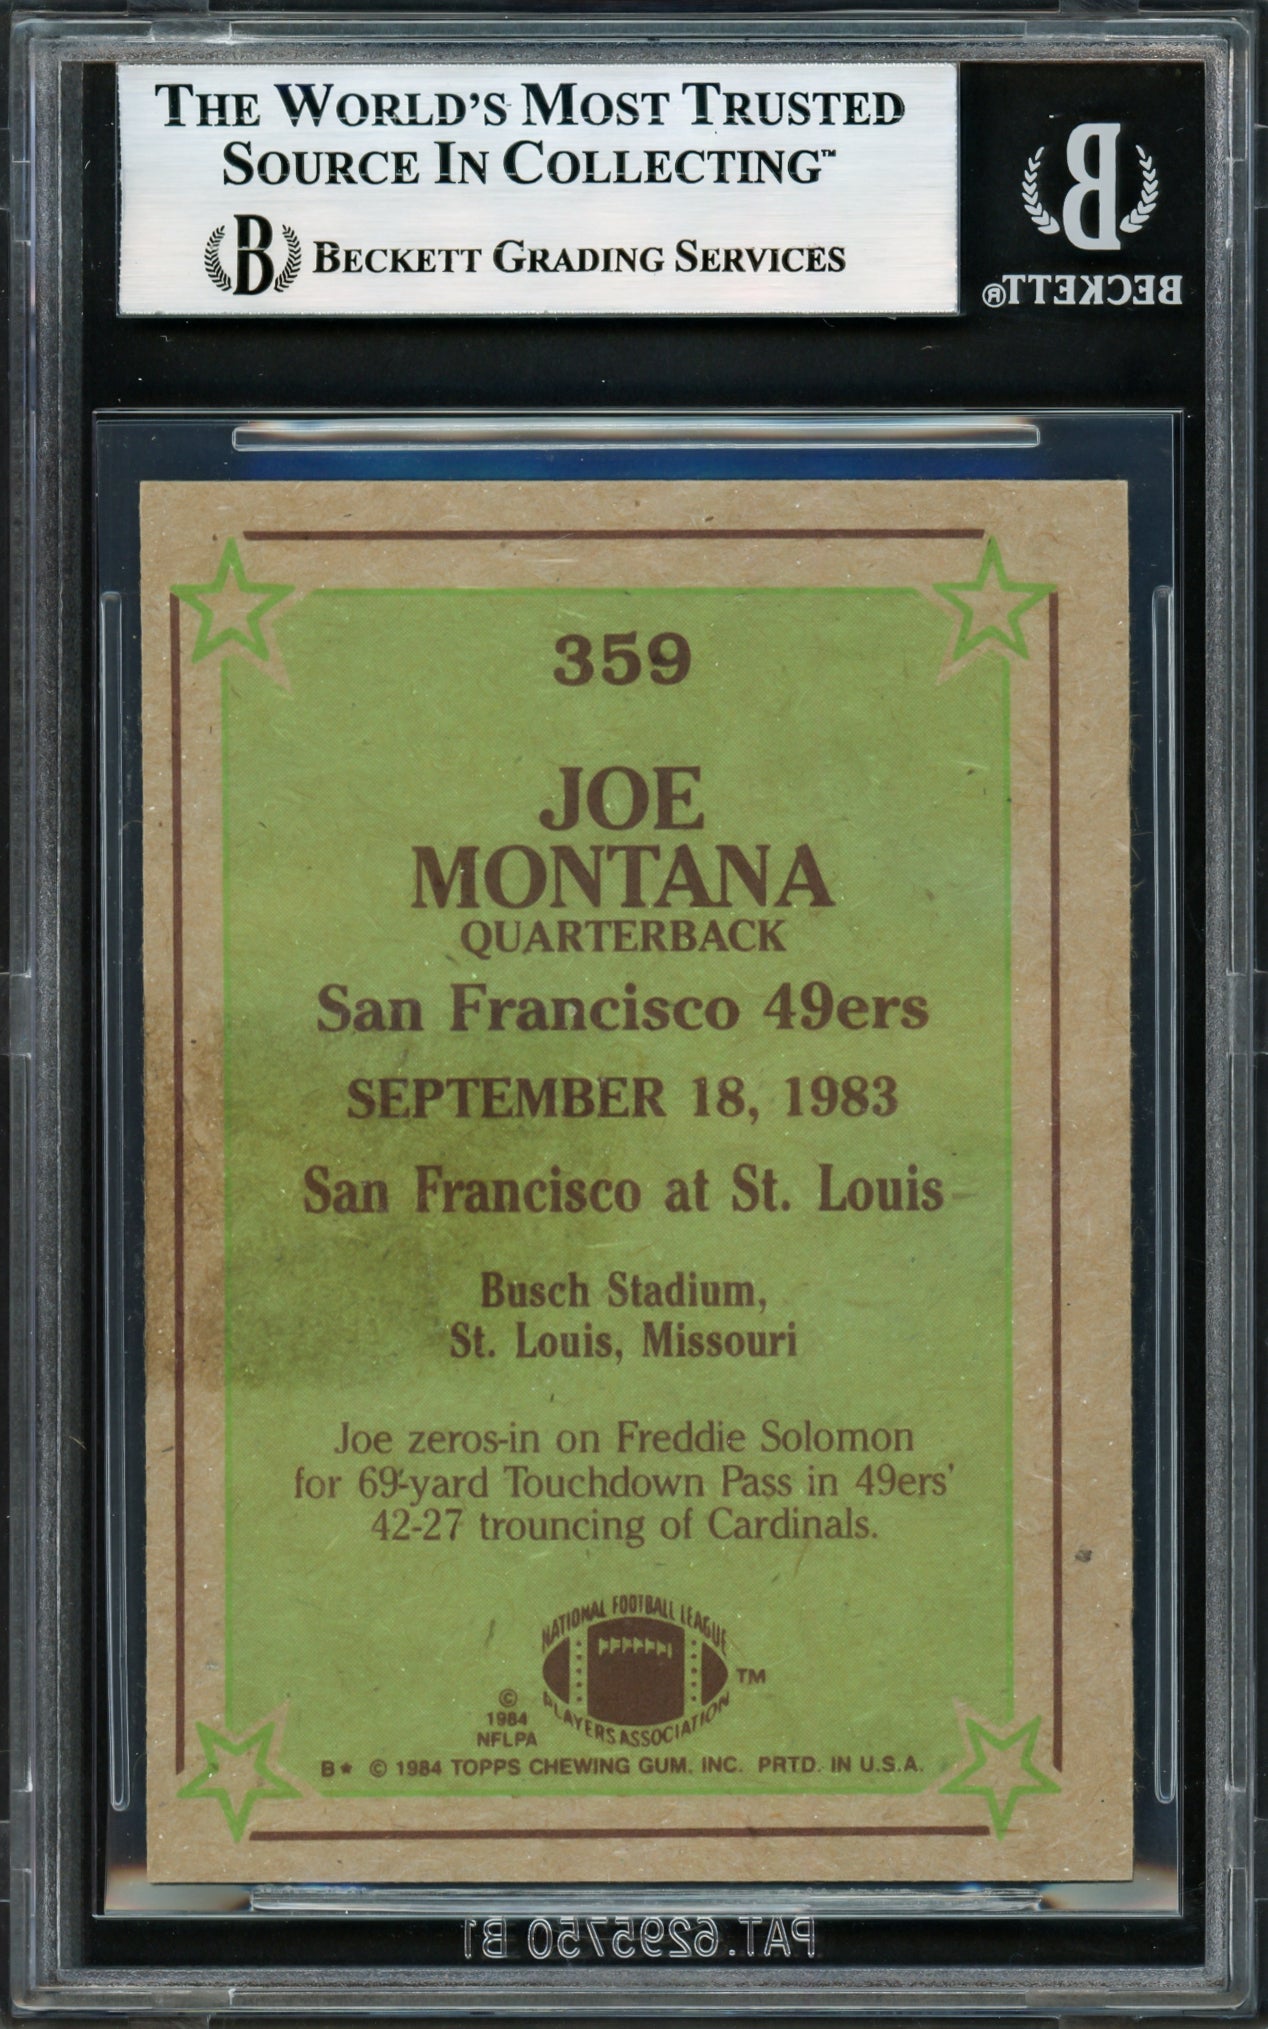 THE WORLD'S MOST TRUSTED
SOURCE IN COLLECTING™
B BECKETT GRADING SERVICES
B
BECKETT®
359
JOE
MONTANA
QUARTERBACK
San Francisco 49ers
SEPTEMBER 18, 1983
San Francisco at St. Louis
Busch Stadium,
St. Louis, Missouri
Joe zeros-in on Freddie Solomon
for 69-yard Touchdown Pass in 49ers'
42-27 trouncing of Cardinals.
NATIONAL FOOTBALL LEAGUE
PLAYERS ASSOCIATION
TM
©
1984
NFLPA
B★ © 1984 TOPPS CHEWING GUM. INC. PRTD. IN U.S.A.
PAT. 6295750 B1